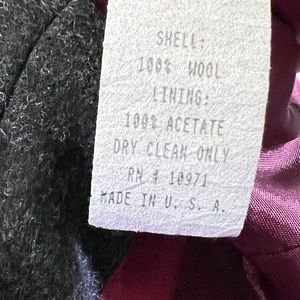 SHELL:
100% WOOL
LINING:
100% ACETATE
DRY CLEAN ONLY
RN # 10971
MADE IN U. S. A.